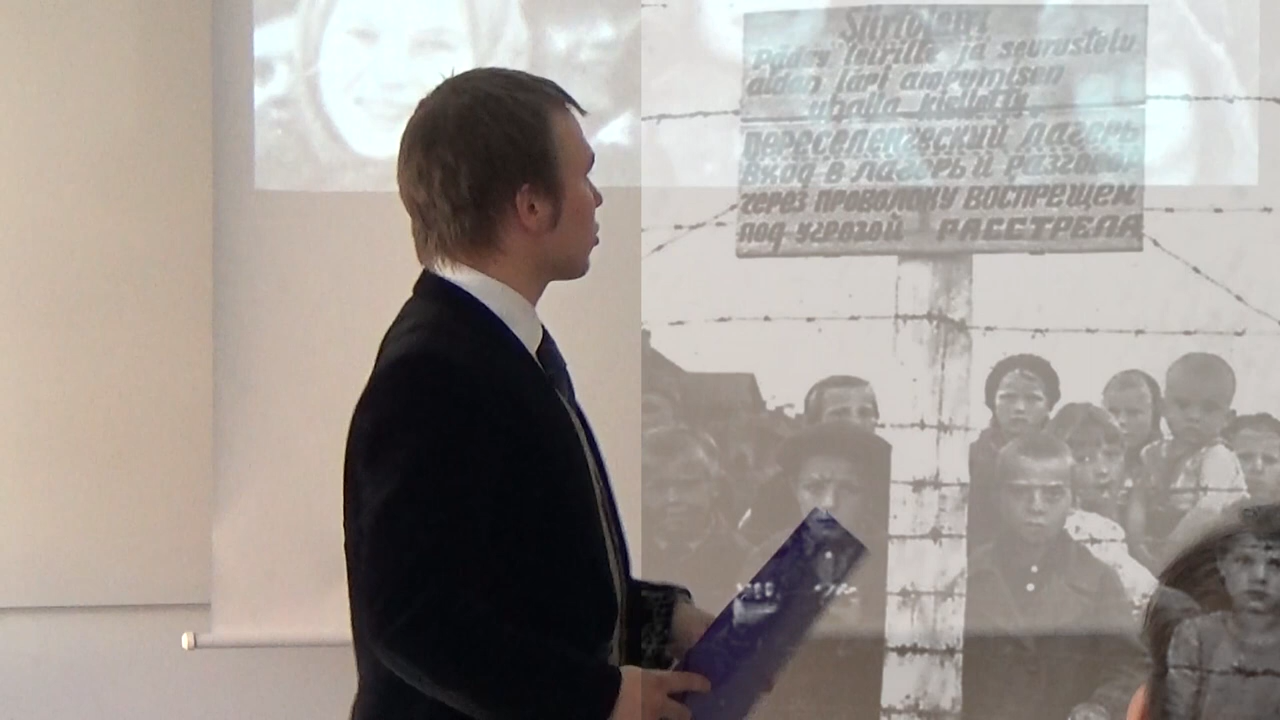 Siirtoleiri
Pääsy leirille ja seurustelu
aidan läpi ampumisen
uhalla kielletty
ПЕРЕСЕЛЕНЧЕСКИЙ ЛАГЕРЬ
ВХОД В ЛАГЕРЬ И РАЗГОВОР
ЧЕРЕЗ ПРОВОЛОКУ ВОСПРЕЩЕН
ПОД УГРОЗОЙ РАССТРЕЛА